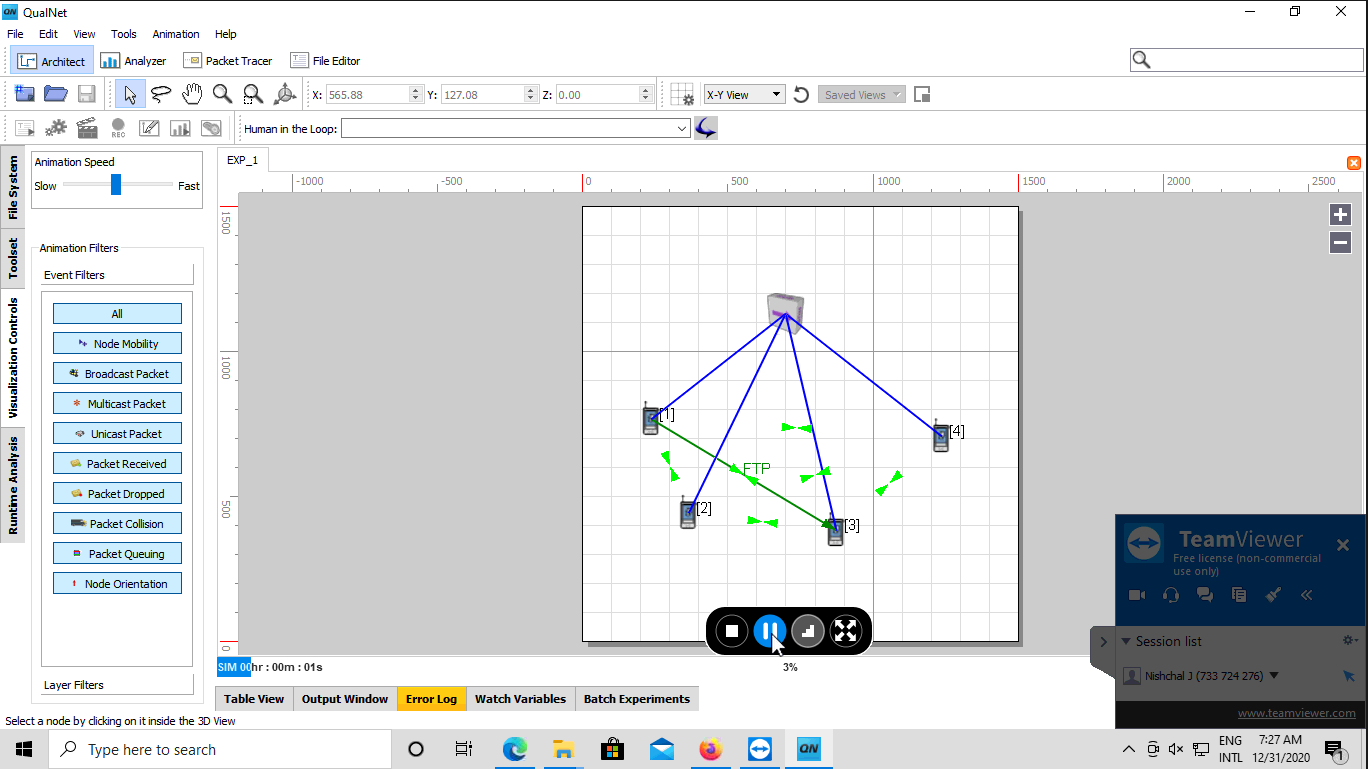 QN QualNet
File Edit View Tools Animation Help
Architect Analyzer Packet Tracer File Editor
X: 565.88 Y: 127.08 Z: 0.00 X-Y View Saved Views
REC Human in the Loop:
File System
Toolset
Visualization Controls
Runtime Analysis
Animation Speed
Slow Fast
Animation Filters
Event Filters
All
Node Mobility
Broadcast Packet
Multicast Packet
Unicast Packet
Packet Received
Packet Dropped
Packet Collision
Packet Queuing
Node Orientation
Layer Filters
EXP_1
-1000 -500 0 500 1000 1500 2000 2500
1500
1000
500
0
[1]
[4]
FTP
[2]
[3]
SIM 00hr : 00m : 01s 3%
Table View Output Window Error Log Watch Variables Batch Experiments
Select a node by clicking on it inside the 3D View
TeamViewer
Free license (non-commercial
use only)
Session list
Nishchal J (733 724 276)
www.teamviewer.com
Type here to search
QN
ENG 7:27 AM
INTL 12/31/2020
1